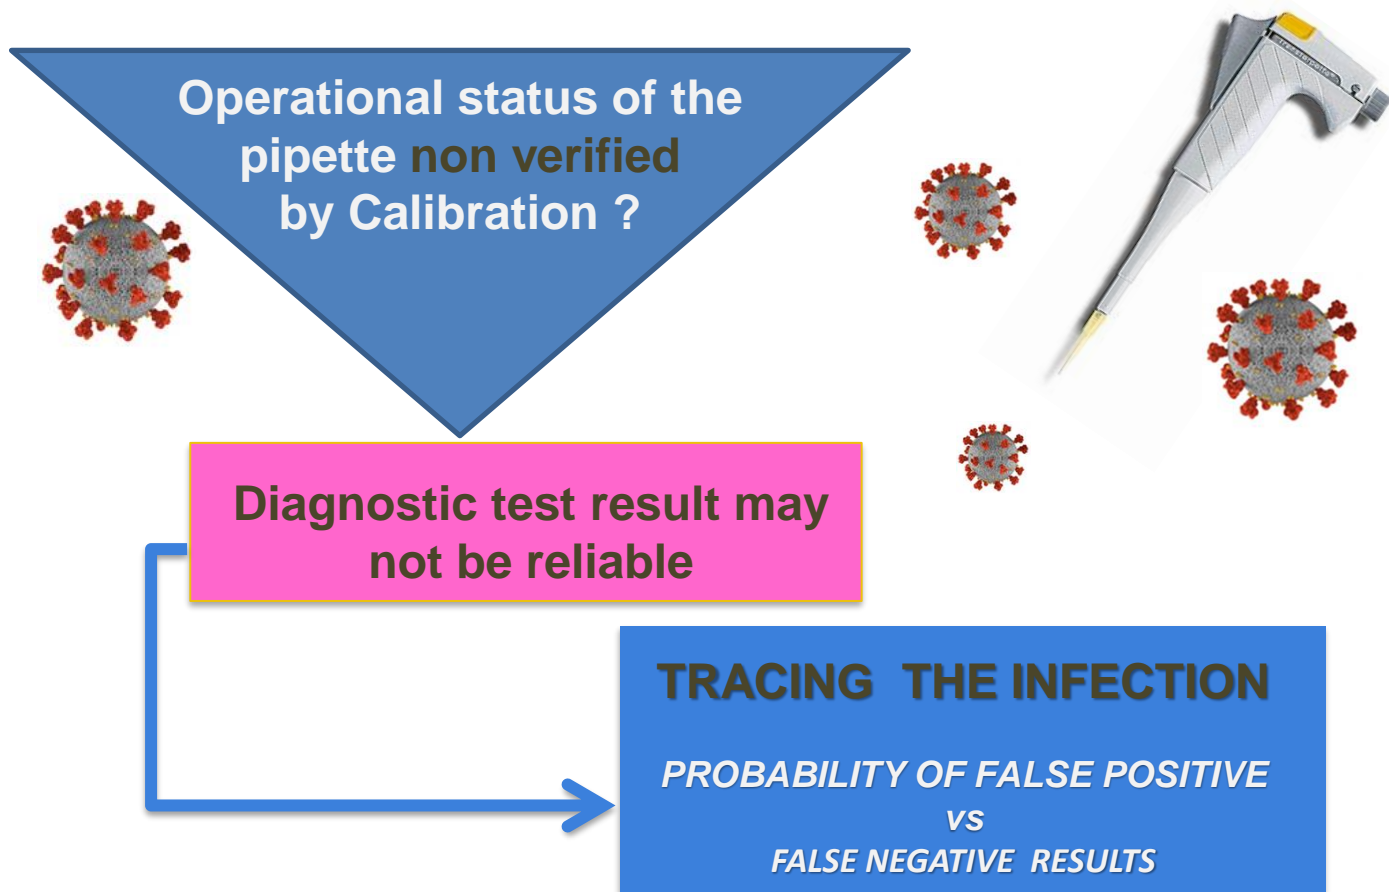 Operational status of the
pipette non verified
by Calibration ?
Diagnostic test result may
not be reliable
TRACING THE INFECTION
PROBABILITY OF FALSE POSITIVE
vs
FALSE NEGATIVE RESULTS